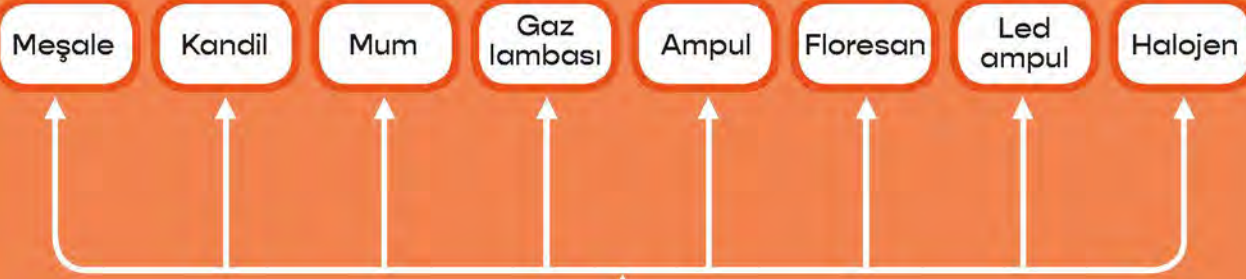 Meşale
Kandil
Mum
Gaz
lambası
Ampul
Floresan
Led
ampul
Halojen